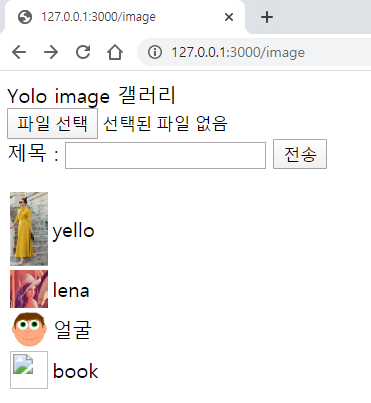 127.0.0.1:3000/image
127.0.0.1:3000/image
Yolo image 갤러리
파일 선택 선택된 파일 없음
제목 : 전송
yello
lena
얼굴
book